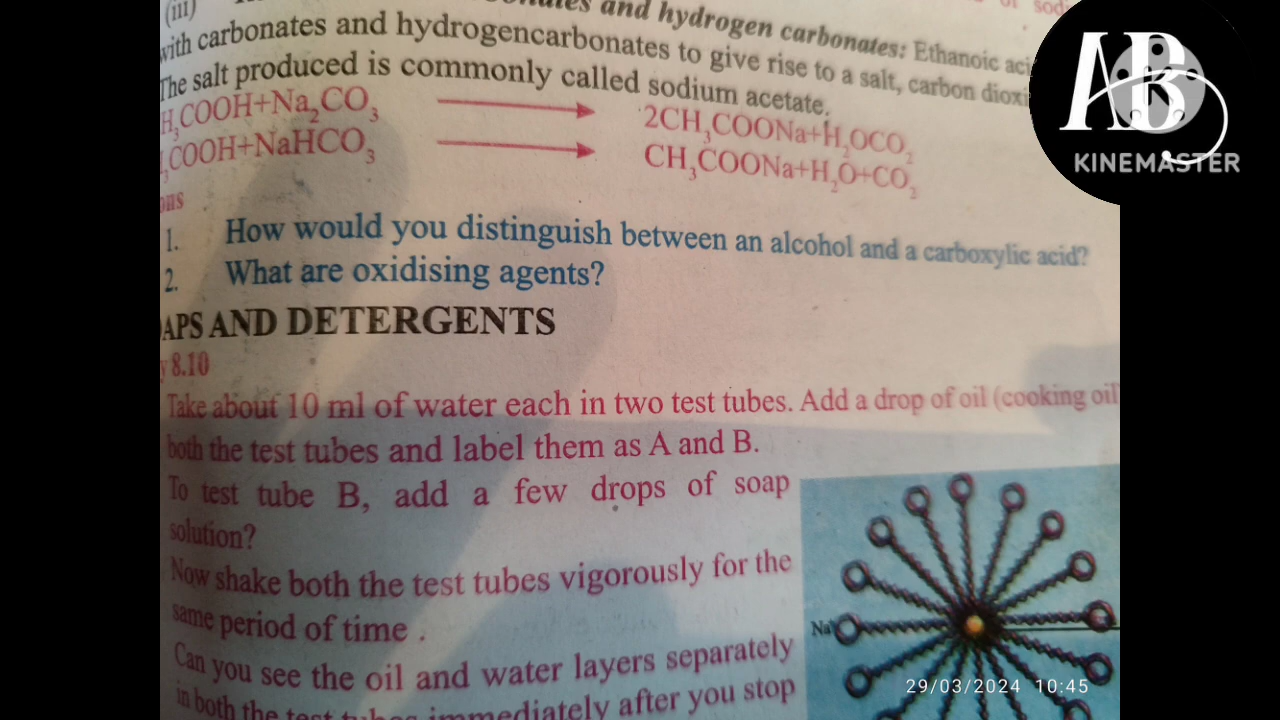 (iii)
and hydrogen carbonates: Ethanoic aci
with carbonates and hydrogencarbonates to give rise to a salt, carbon dioxi
The salt produced is commonly called sodium acetate.
H₃COOH+Na₂CO₃ 2CH₃COONa+H₂OCO₂
₃COOH+NaHCO₃ CH₃COONa+H₂O+CO₂
ons
1. How would you distinguish between an alcohol and a carboxylic acid?
2. What are oxidising agents?
APS AND DETERGENTS
y 8.10
Take about 10 ml of water each in two test tubes. Add a drop of oil (cooking oil
both the test tubes and label them as A and B.
To test tube B, add a few drops of soap
solution?
Now shake both the test tubes vigorously for the
same period of time .
Can you see the oil and water layers separately
in both the test tubes immediately after you stop
Na
AB
K
KINEMASTER
29/03/2024 10:45